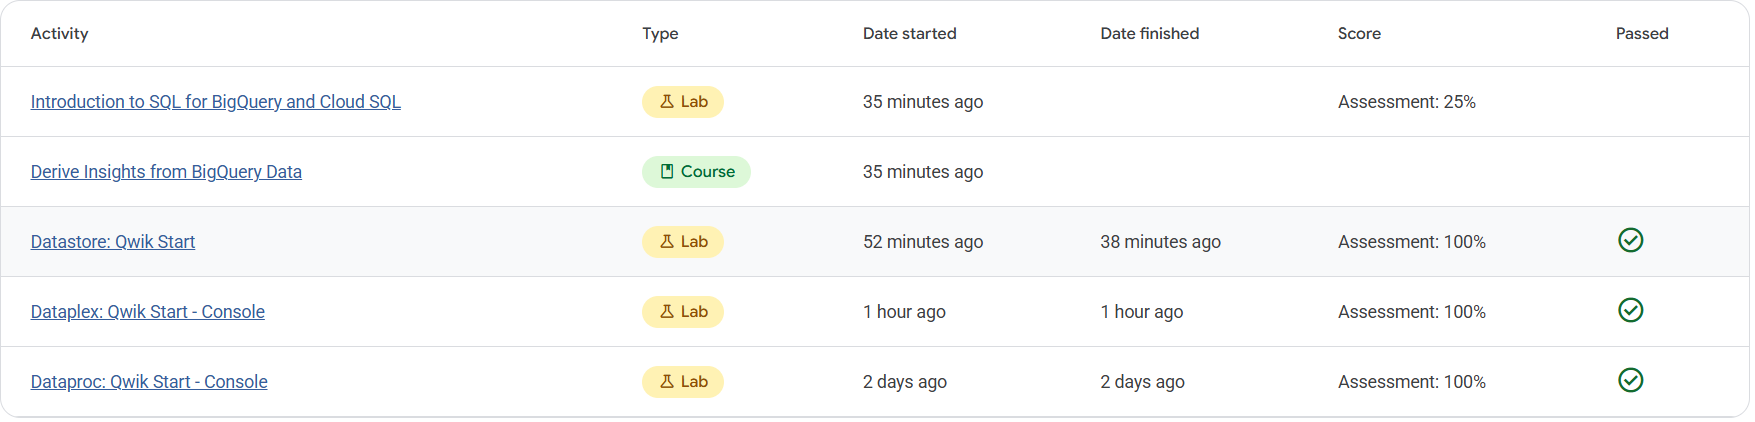 Activity Type Date started Date finished Score Passed
Introduction to SQL for BigQuery and Cloud SQL Lab 35 minutes ago Assessment: 25%
Derive Insights from BigQuery Data Course 35 minutes ago
Datastore: Qwik Start Lab 52 minutes ago 38 minutes ago Assessment: 100%
Dataplex: Qwik Start - Console Lab 1 hour ago 1 hour ago Assessment: 100%
Dataproc: Qwik Start - Console Lab 2 days ago 2 days ago Assessment: 100%